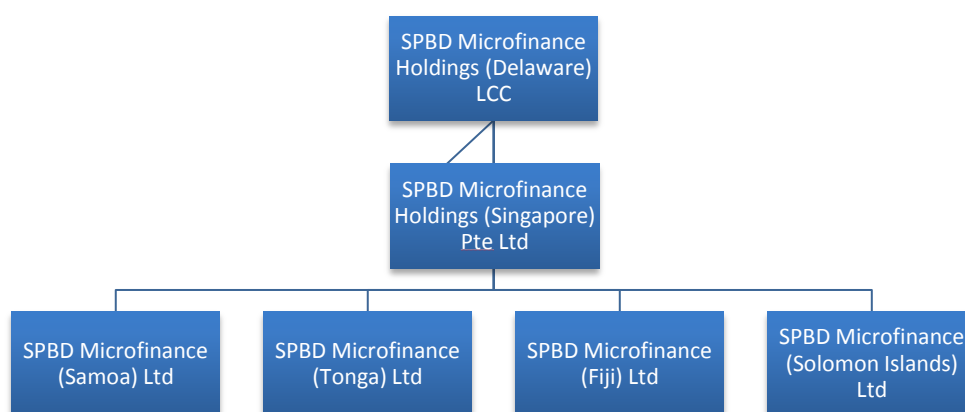 SPBD Microfinance
Holdings (Delaware)
LCC
SPBD Microfinance
Holdings (Singapore)
Pte Ltd
SPBD Microfinance
(Samoa) Ltd
SPBD Microfinance
(Tonga) Ltd
SPBD Microfinance
(Fiji) Ltd
SPBD Microfinance
(Solomon Islands)
Ltd